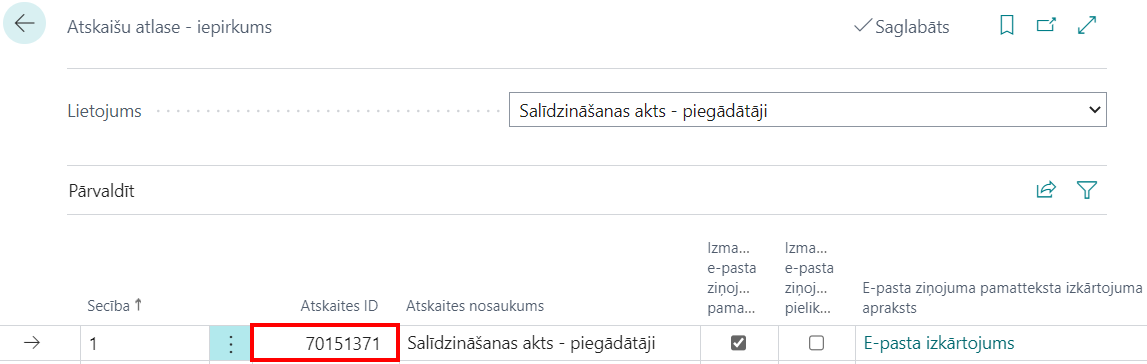 Atskaišu atlase - iepirkums
Saglabāts
Lietojums
Salīdzināšanas akts - piegādātāji
Pārvaldīt
Secība ↑
Atskaites ID
Atskaites nosaukums
Izma...
e-pasta
ziņoj...
pama...
Izma...
e-pasta
ziņoj...
pielik...
E-pasta ziņojuma pamatteksta izkārtojuma
apraksts
1
70151371
Salīdzināšanas akts - piegādātāji
E-pasta izkārtojums